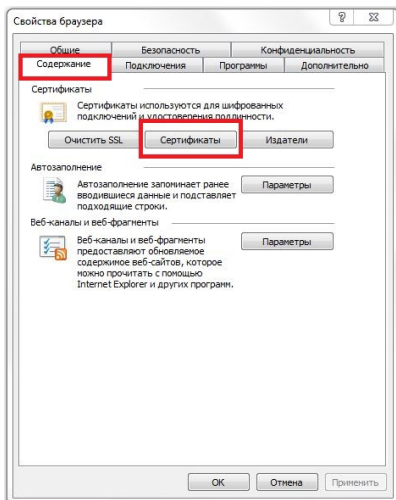 Свойства браузера
Общие Безопасность Конфиденциальность
Содержание Подключения Программы Дополнительно
Сертификаты
Сертификаты используются для шифрованных
подключений и удостоверения подлинности.
Очистить SSL Сертификаты Издатели
Автозаполнение
Автозаполнение запоминает ранее
вводившиеся данные и подставляет
подходящие строки.
Параметры
Веб-каналы и веб-фрагменты
Веб-каналы и веб-фрагменты
предоставляют обновляемое
содержимое веб-сайтов, которое
можно прочитать с помощью
Internet Explorer и других программ.
Параметры
ОК Отмена Применить